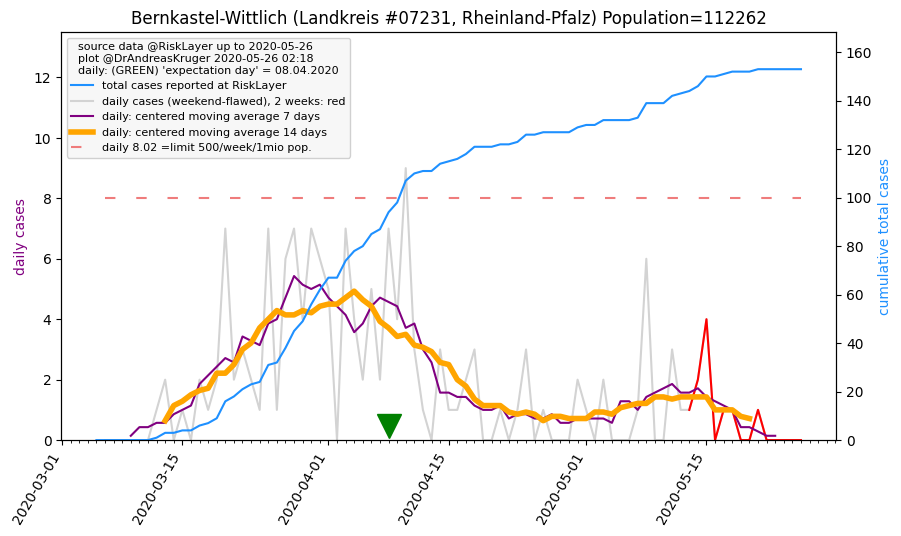 Bernkastel-Wittlich (Landkreis #07231, Rheinland-Pfalz) Population=112262
source data @RiskLayer up to 2020-05-26
plot @DrAndreasKruger 2020-05-26 02:18
daily: (GREEN) 'expectation day' = 08.04.2020
total cases reported at RiskLayer
daily cases (weekend-flawed), 2 weeks: red
daily: centered moving average 7 days
daily: centered moving average 14 days
daily 8.02 =limit 500/week/1mio pop.
daily cases
12
10
8
6
4
2
0
160
140
120
100
80
60
40
20
0
cumulative total cases
2020-03-01
2020-03-15
2020-04-01
2020-04-15
2020-05-01
2020-05-15